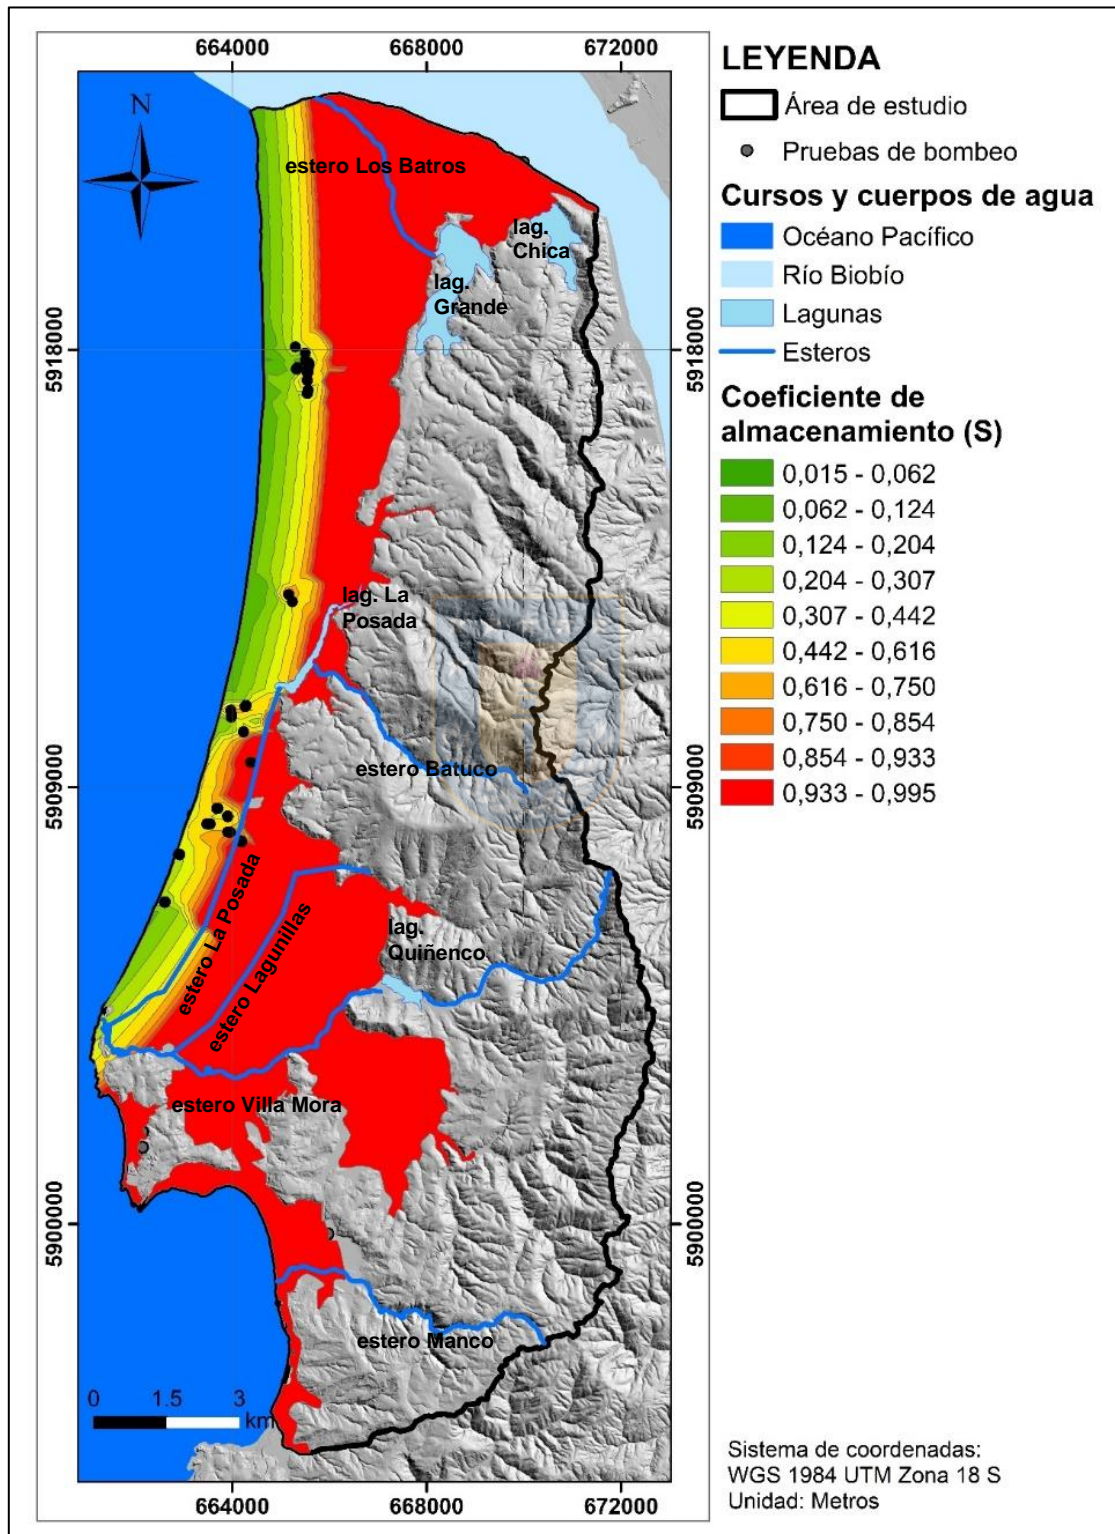 664000
668000
672000
N
5918000
5909000
5900000
5918000
5909000
5900000
estero Los Batros
lag.
Chica
lag.
Grande
lag. La
Posada
estero Batuco
estero La Posada
estero Lagunillas
lag.
Quiñenco
estero Villa Mora
estero Manco
0
1.5
3
km
664000
668000
672000
LEYENDA
Área de estudio
Pruebas de bombeo
Cursos y cuerpos de agua
Océano Pacífico
Río Biobío
Lagunas
Esteros
Coeficiente de
almacenamiento (S)
0,015 - 0,062
0,062 - 0,124
0,124 - 0,204
0,204 - 0,307
0,307 - 0,442
0,442 - 0,616
0,616 - 0,750
0,750 - 0,854
0,854 - 0,933
0,933 - 0,995
Sistema de coordenadas:
WGS 1984 UTM Zona 18 S
Unidad: Metros